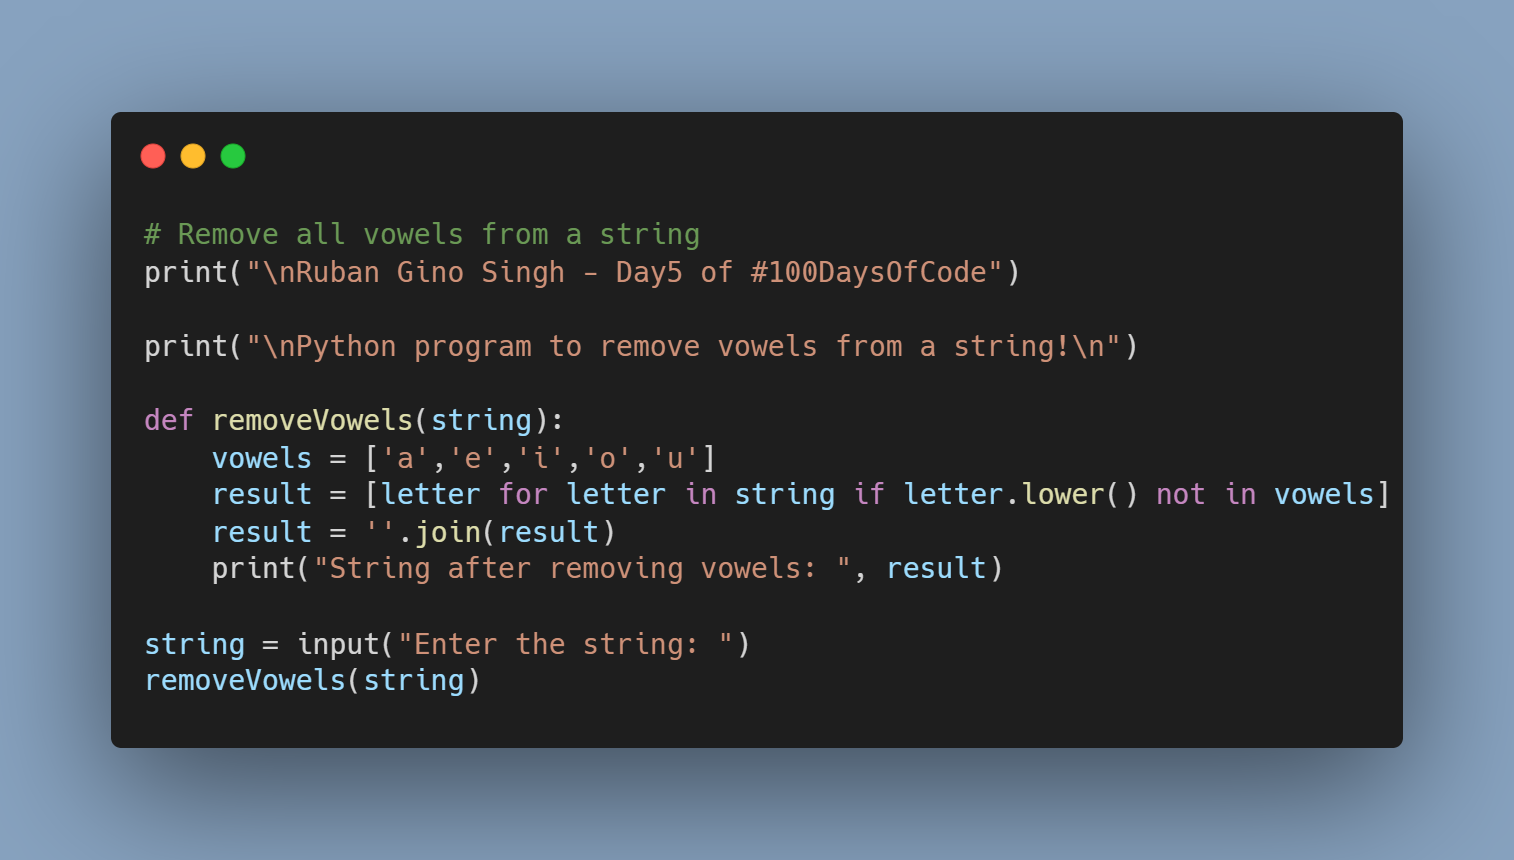 # Remove all vowels from a string
print("\nRuban Gino Singh - Day5 of #100DaysOfCode")
print("\nPython program to remove vowels from a string!\n")
def removeVowels(string):
    vowels = ['a','e','i','o','u']
    result = [letter for letter in string if letter.lower() not in vowels]
    result = ''.join(result)
    print("String after removing vowels: ", result)
string = input("Enter the string: ")
removeVowels(string)